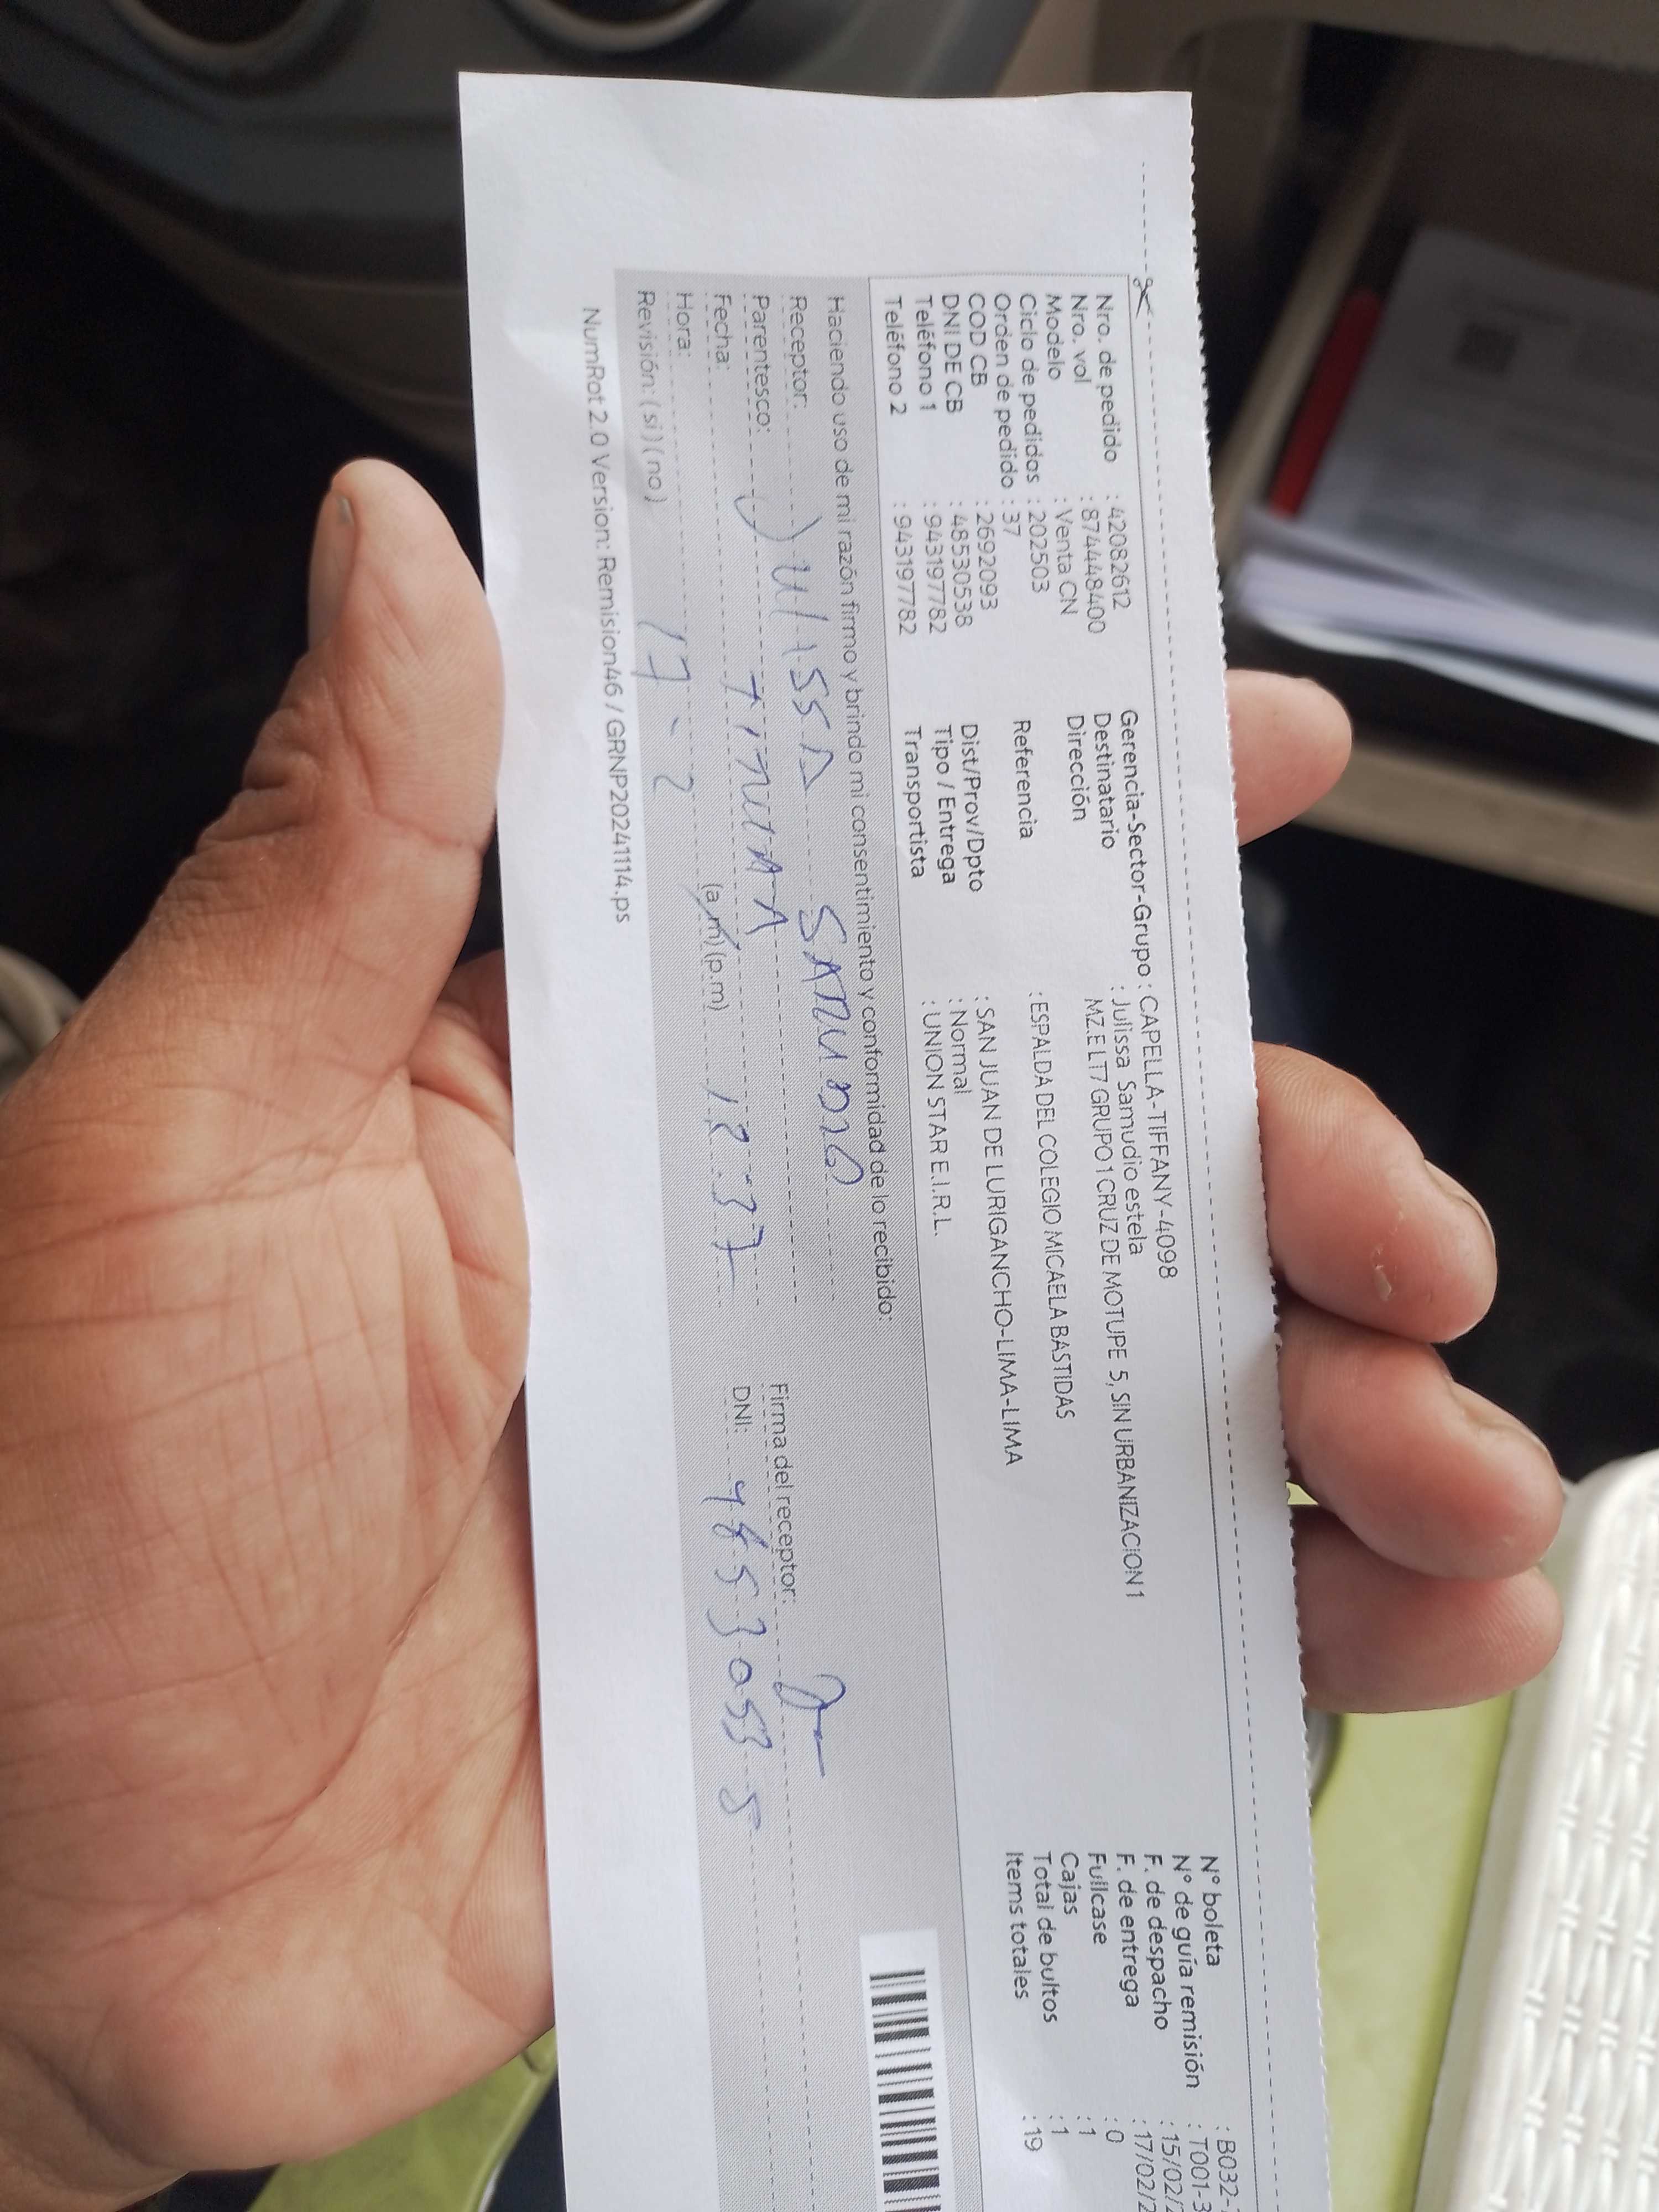 Nro. de pedido : 42082612
Nro. vol : 874448400
Modelo : Venta CN
Ciclo de pedidos : 202503
Orden de pedido : 37
COD CB : 2692093
DNI DE CB : 48530538
Teléfono 1 : 943197782
Teléfono 2 : 943197782
Gerencia-Sector-Grupo : CAPELLA-TIFFANY-4098
Destinatario : Julissa Samudio estela
Dirección MZ.E LT7 GRUPO 1 CRUZ DE MOTUPE 5, SIN URBANIZACION 1
Referencia : ESPALDA DEL COLEGIO MICAELA BASTIDAS
Dist/Prov/Dpto : SAN JUAN DE LURIGANCHO-LIMA-LIMA
Tipo / Entrega : Normal
Transportista : UNION STAR E.I.R.L.
N° boleta : B032-
N° de guía remisión : T001-3
F. de despacho : 15/02/2
F. de entrega : 17/02/2
Fullcase : 0
Cajas : 1
Total de bultos : 1
Items totales : 19
Haciendo uso de mi razón firmo y brindo mi consentimiento y conformidad de lo recibido:
Receptor: Julissa SAMUDIO
Parentesco: TITULAR
Fecha: 17-2
Hora: (a.m) (p.m) 12:37
Revisión: (si) (no)
Firma del receptor:
DNI: 48530538
NumRot 2.0 Version: Remision46 / GRNP20241114.ps